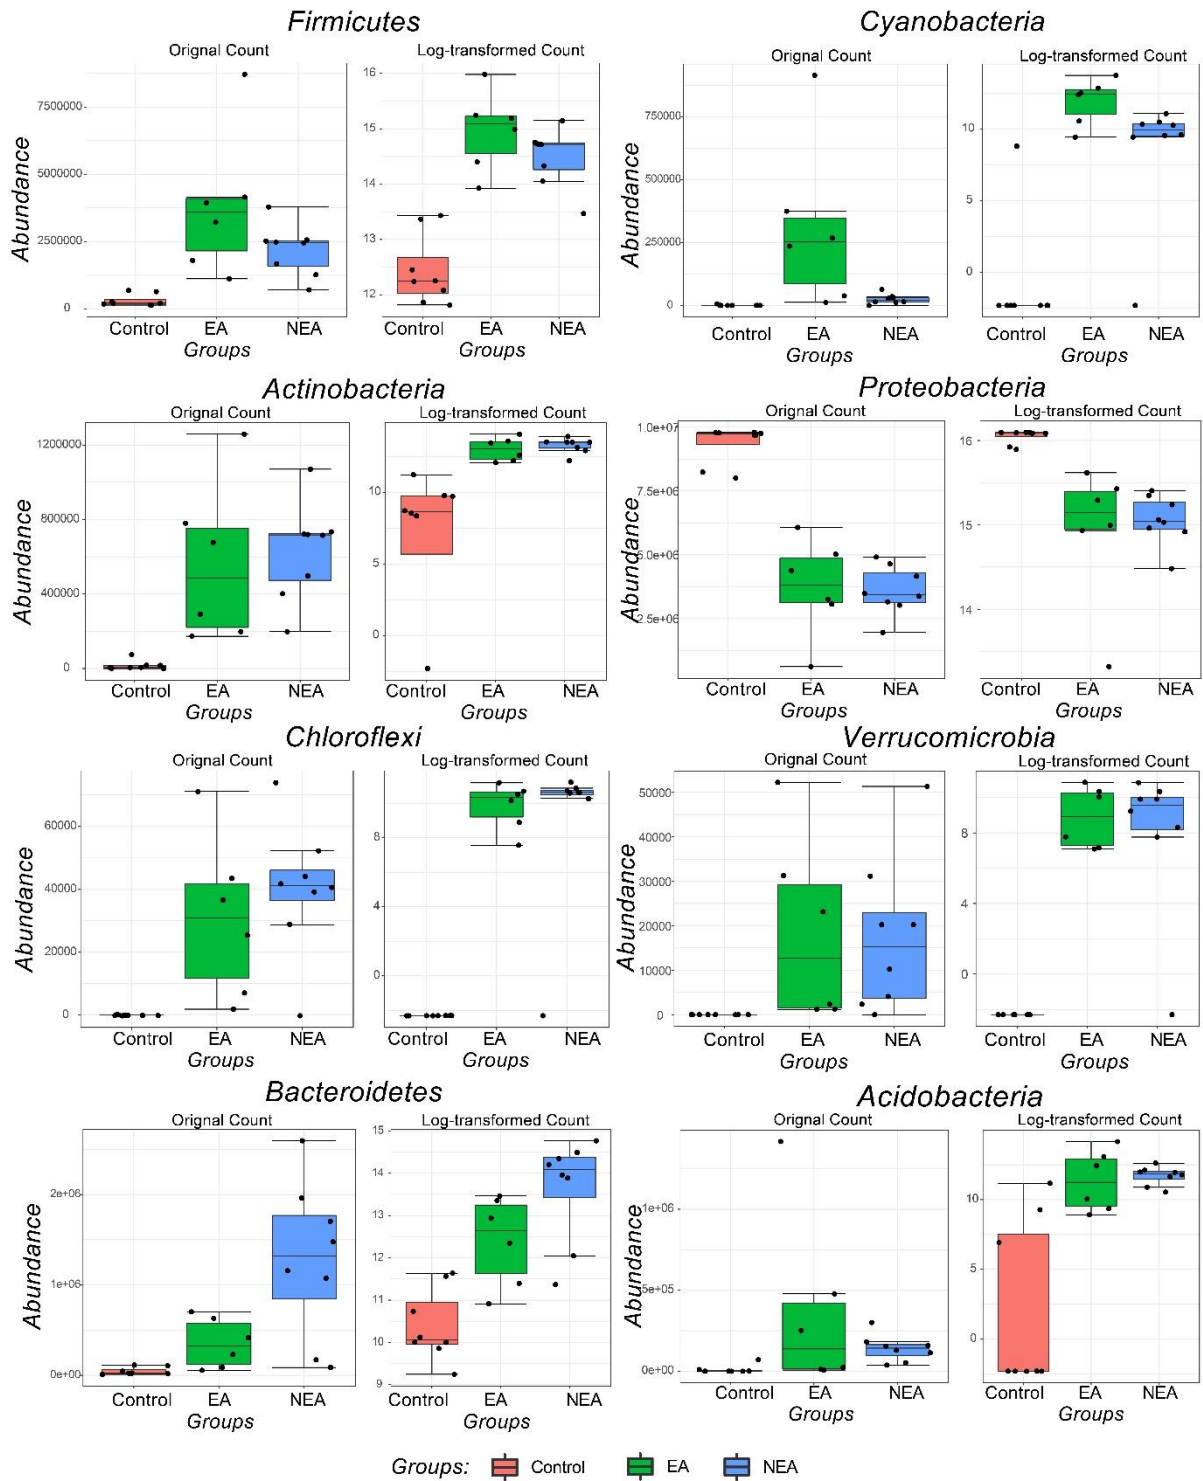 Firmicutes
Orignal Count
Log-transformed Count
Abundance
7500000
5000000
2500000
0
16
15
14
13
12
Control EA NEA
Control EA NEA
Groups
Cyanobacteria
Orignal Count
Log-transformed Count
Abundance
750000
500000
250000
0
10
5
0
Control EA NEA
Control EA NEA
Groups
Actinobacteria
Orignal Count
Log-transformed Count
Abundance
1200000
800000
400000
0
10
5
0
Control EA NEA
Control EA NEA
Groups
Proteobacteria
Orignal Count
Log-transformed Count
Abundance
1.0e+07
7.5e+06
5.0e+06
2.5e+06
16
15
14
Control EA NEA
Control EA NEA
Groups
Chloroflexi
Orignal Count
Log-transformed Count
Abundance
60000
40000
20000
0
8
4
0
Control EA NEA
Control EA NEA
Groups
Verrucomicrobia
Orignal Count
Log-transformed Count
Abundance
50000
40000
30000
20000
10000
0
8
4
0
Control EA NEA
Control EA NEA
Groups
Bacteroidetes
Orignal Count
Log-transformed Count
Abundance
2e+06
1e+06
0e+00
15
14
13
12
11
10
9
Control EA NEA
Control EA NEA
Groups
Acidobacteria
Orignal Count
Log-transformed Count
Abundance
1e+06
5e+05
0e+00
10
5
0
Control EA NEA
Control EA NEA
Groups
Groups: Control EA NEA